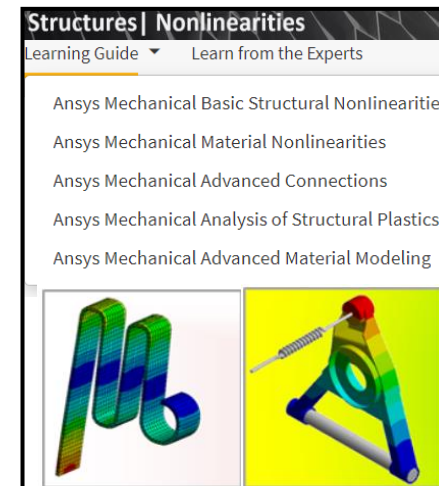 Structures| Nonlinearities
Learning Guide Learn from the Experts
Ansys Mechanical Basic Structural Nonlinearitie
Ansys Mechanical Material Nonlinearities
Ansys Mechanical Advanced Connections
Ansys Mechanical Analysis of Structural Plastics
Ansys Mechanical Advanced Material Modeling